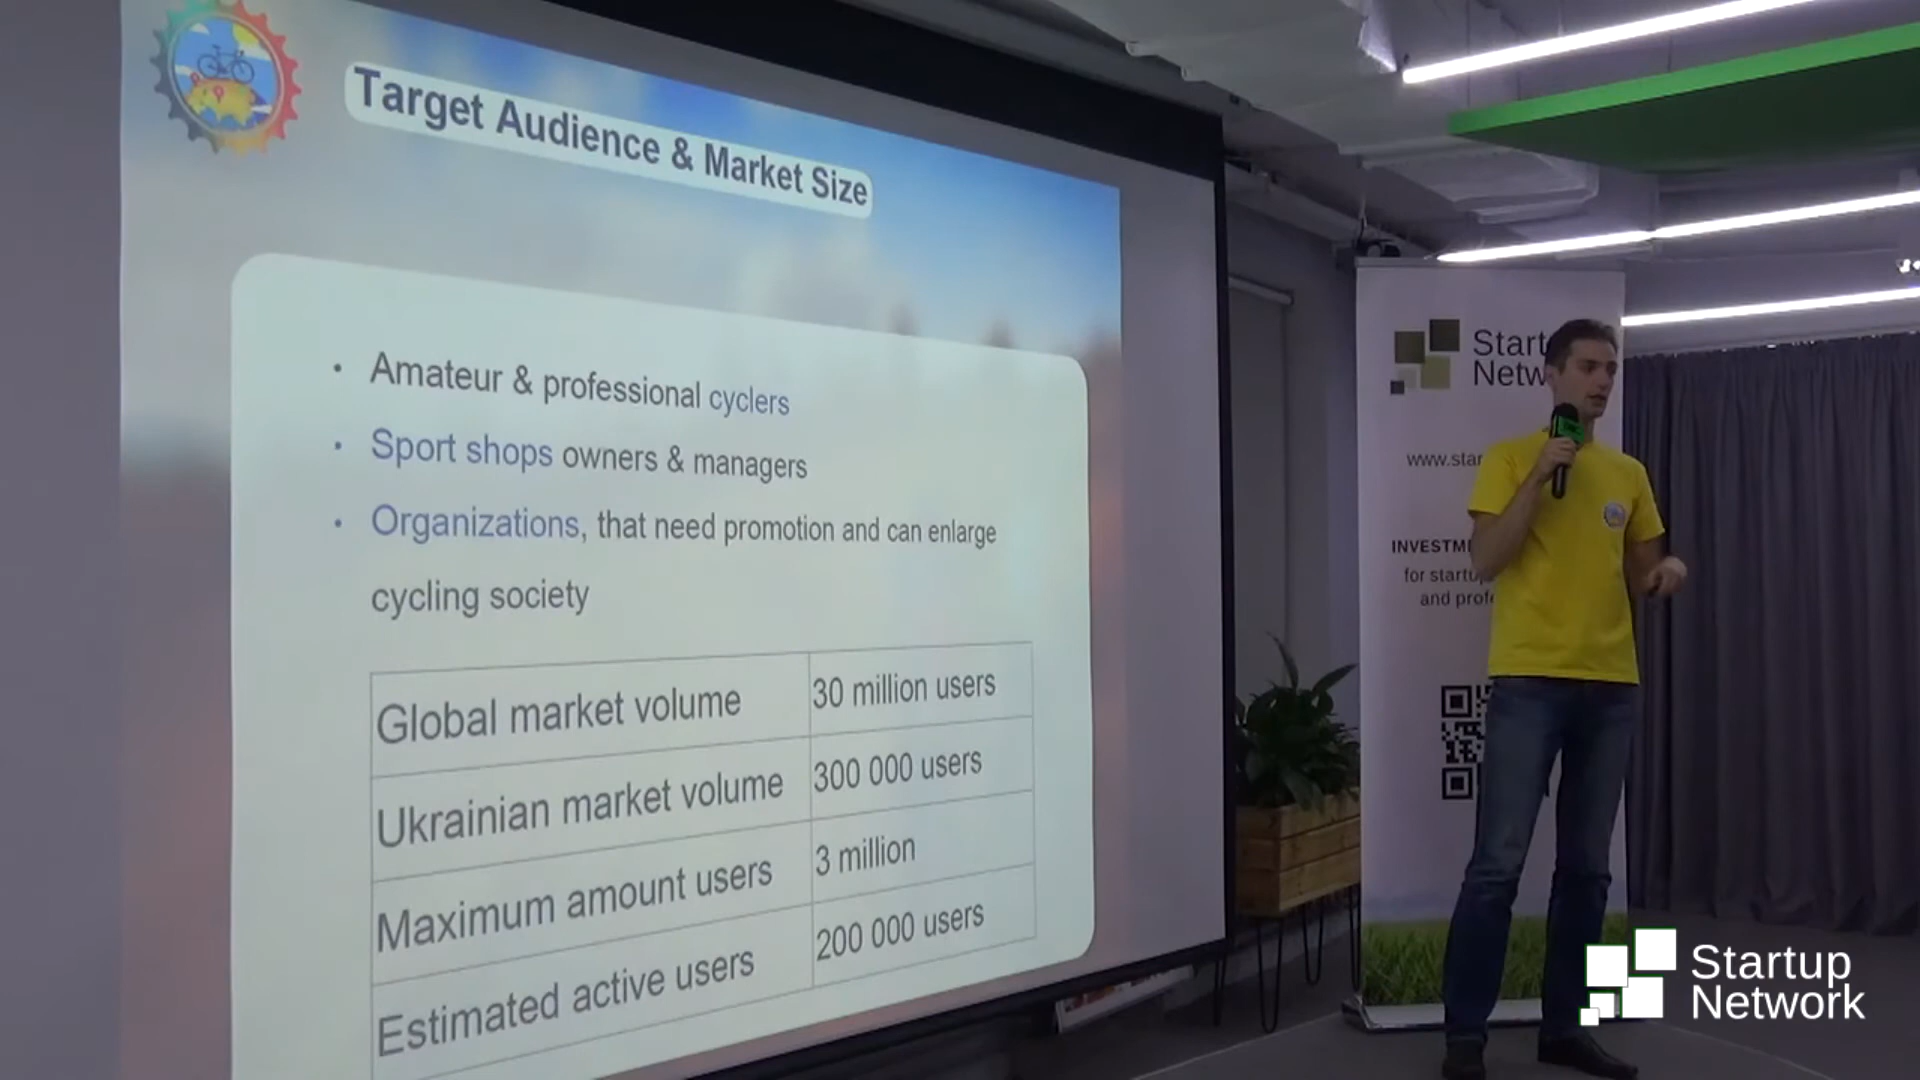 Target Audience & Market Size
• Amateur & professional cyclers
• Sport shops owners & managers
• Organizations, that need promotion and can enlarge
cycling society
Global market volume 30 million users
Ukrainian market volume 300 000 users
Maximum amount users 3 million
Estimated active users 200 000 users
Start
Netw
www.star
INVESTM
for startu
and profe
Startup
Network